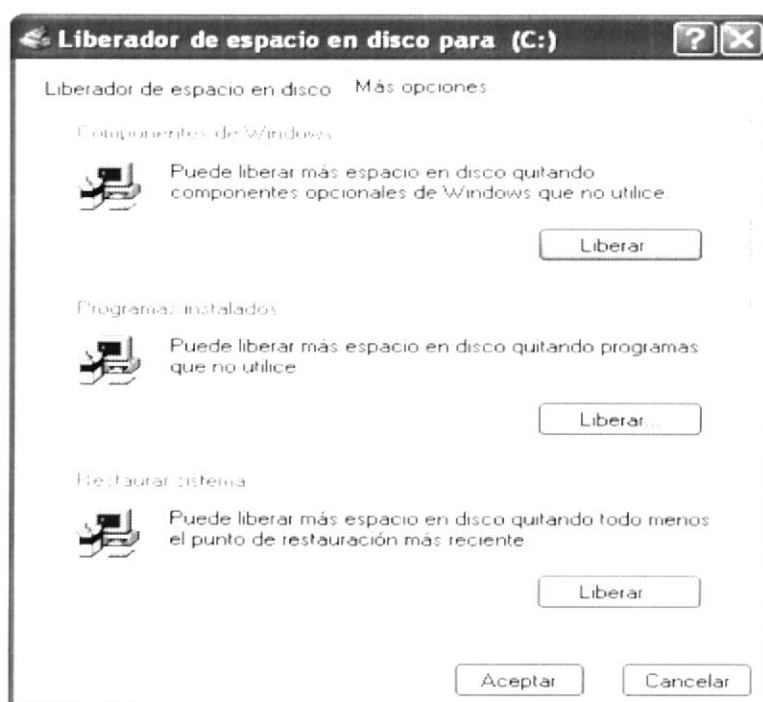 Liberador de espacio en disco para (C:)
Liberador de espacio en disco Más opciones
Componentes de Windows
Puede liberar más espacio en disco quitando
componentes opcionales de Windows que no utilice.
Liberar
Programas instalados
Puede liberar más espacio en disco quitando programas
que no utilice
Liberar...
Restaurar sistema
Puede liberar más espacio en disco quitando todo menos
el punto de restauración más reciente
Liberar
Aceptar Cancelar